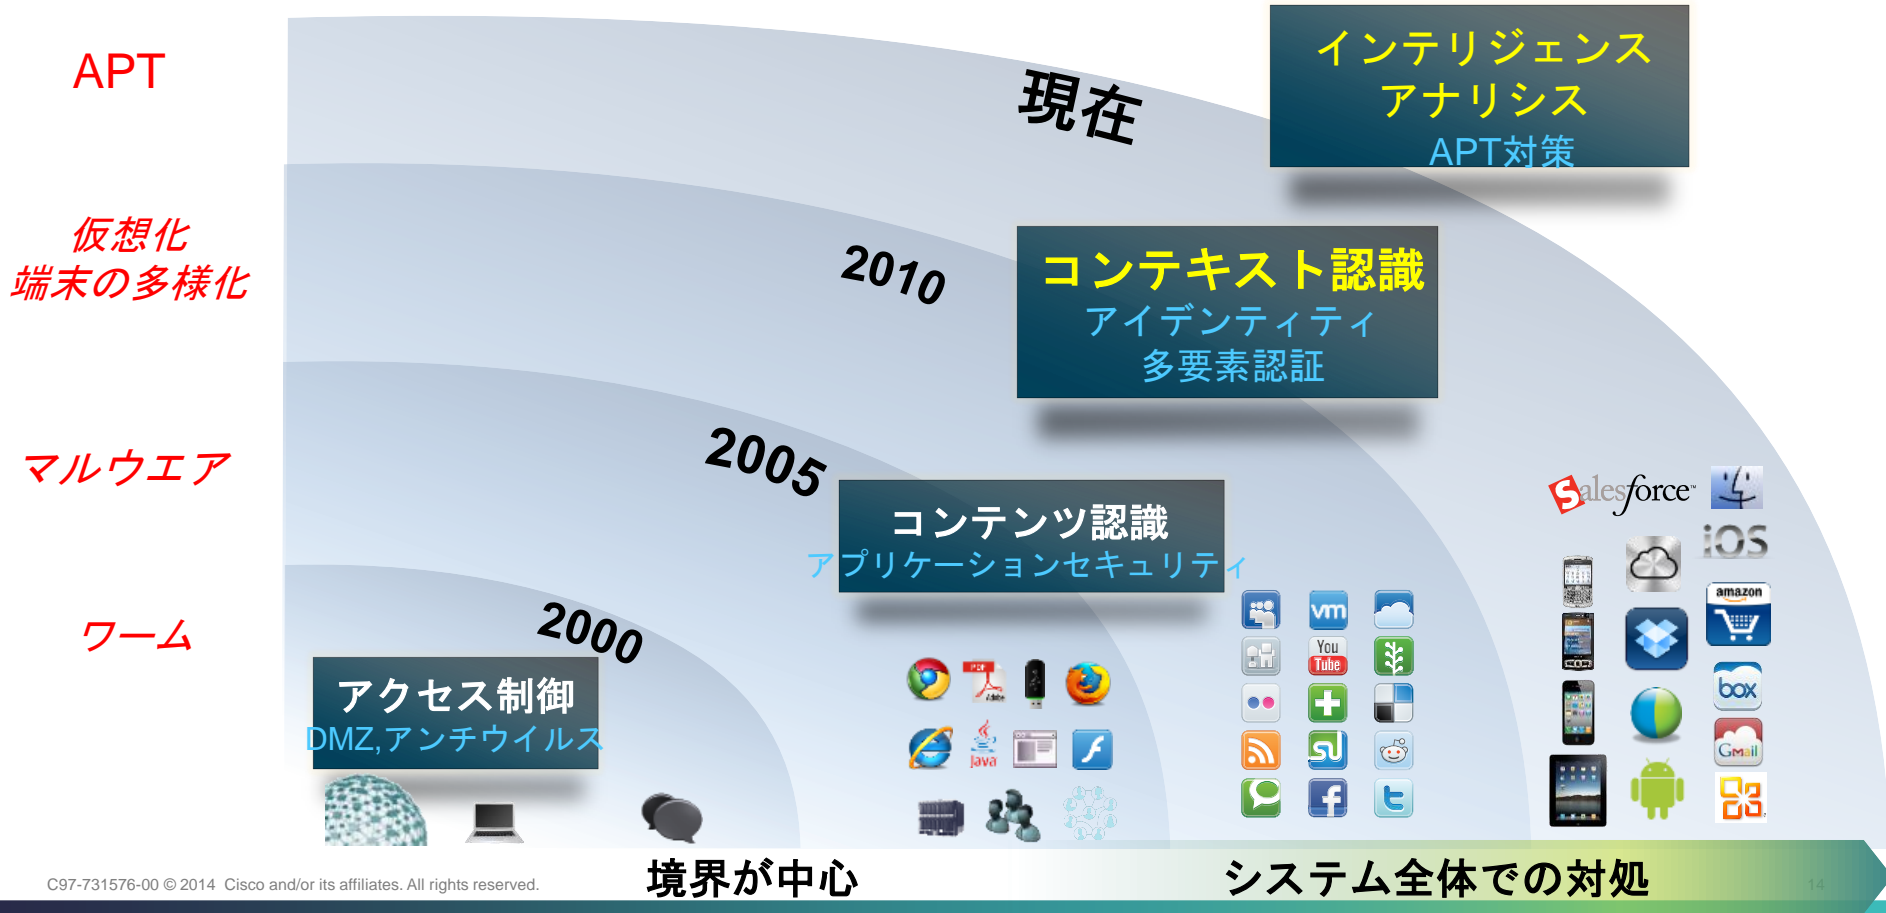 APT
現在
インテリジェンス
アナリシス
APT対策
仮想化
端末の多様化
2010
コンテキスト認識
アイデンティティ
多要素認証
マルウエア
2005
コンテンツ認識
アプリケーションセキュリティ
salesforce
iOS
amazon
vm
You
Tube
box
Gmail
PDF
Adobe
Java
ワーム
2000
アクセス制御
DMZ,アンチウイルス
境界が中心
システム全体での対処
C97-731576-00 © 2014 Cisco and/or its affiliates. All rights reserved.
14